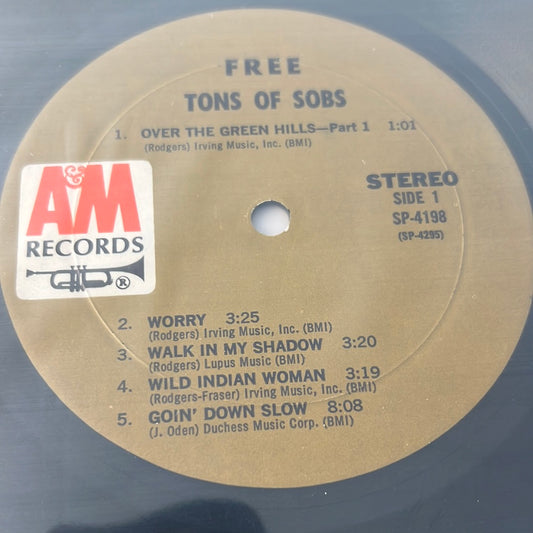 FREE
TONS OF SOBS
1. OVER THE GREEN HILLS—Part 1 1:01
(Rodgers) Irving Music, Inc. (BMI)
A&M
RECORDS
®
STEREO
SIDE 1
SP-4198
(SP-4295)
2. WORRY 3:25
(Rodgers) Irving Music, Inc. (BMI)
3. WALK IN MY SHADOW 3:20
(Rodgers) Lupus Music (BMI)
4. WILD INDIAN WOMAN 3:19
(Rodgers-Fraser) Irving Music, Inc. (BMI)
5. GOIN' DOWN SLOW 8:08
(J. Oden) Duchess Music Corp. (BMI)